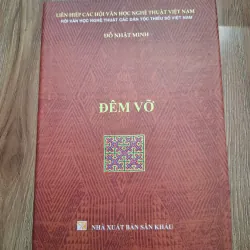 LIÊN HIỆP CÁC HỘI VĂN HỌC NGHỆ THUẬT VIỆT NAM
HỘI VĂN HỌC NGHỆ THUẬT CÁC DÂN TỘC THIỂU SỐ VIỆT NAM
ĐỖ NHẬT MINH
ĐÊM VỠ
NHÀ XUẤT BẢN SÂN KHẤU